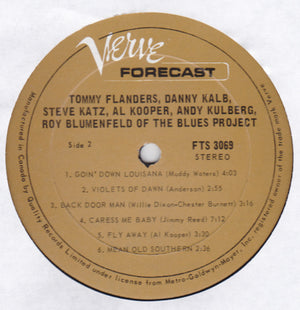 Verve
FORECAST
TOMMY FLANDERS, DANNY KALB,
STEVE KATZ, AL KOOPER, ANDY KULBERG,
ROY BLUMENFELD OF THE BLUES PROJECT
Side 2
FTS 3069
STEREO
1. GOIN' DOWN LOUISANA (Muddy Waters) 4:03
2. VIOLETS OF DAWN (Anderson) 2:55
3. BACK DOOR MAN (Willie Dixon-Chester Burnett) 3:16
4. CARESS ME BABY (Jimmy Reed) 7:12
5. FLY AWAY (Al Kooper) 3:13
6. MEAN OLD SOUTHERN 2:36
Manufactured in Canada by Quality Records Limited under license from Metro-Goldwyn-Mayer, Inc. registered owner of the trade mark Verve